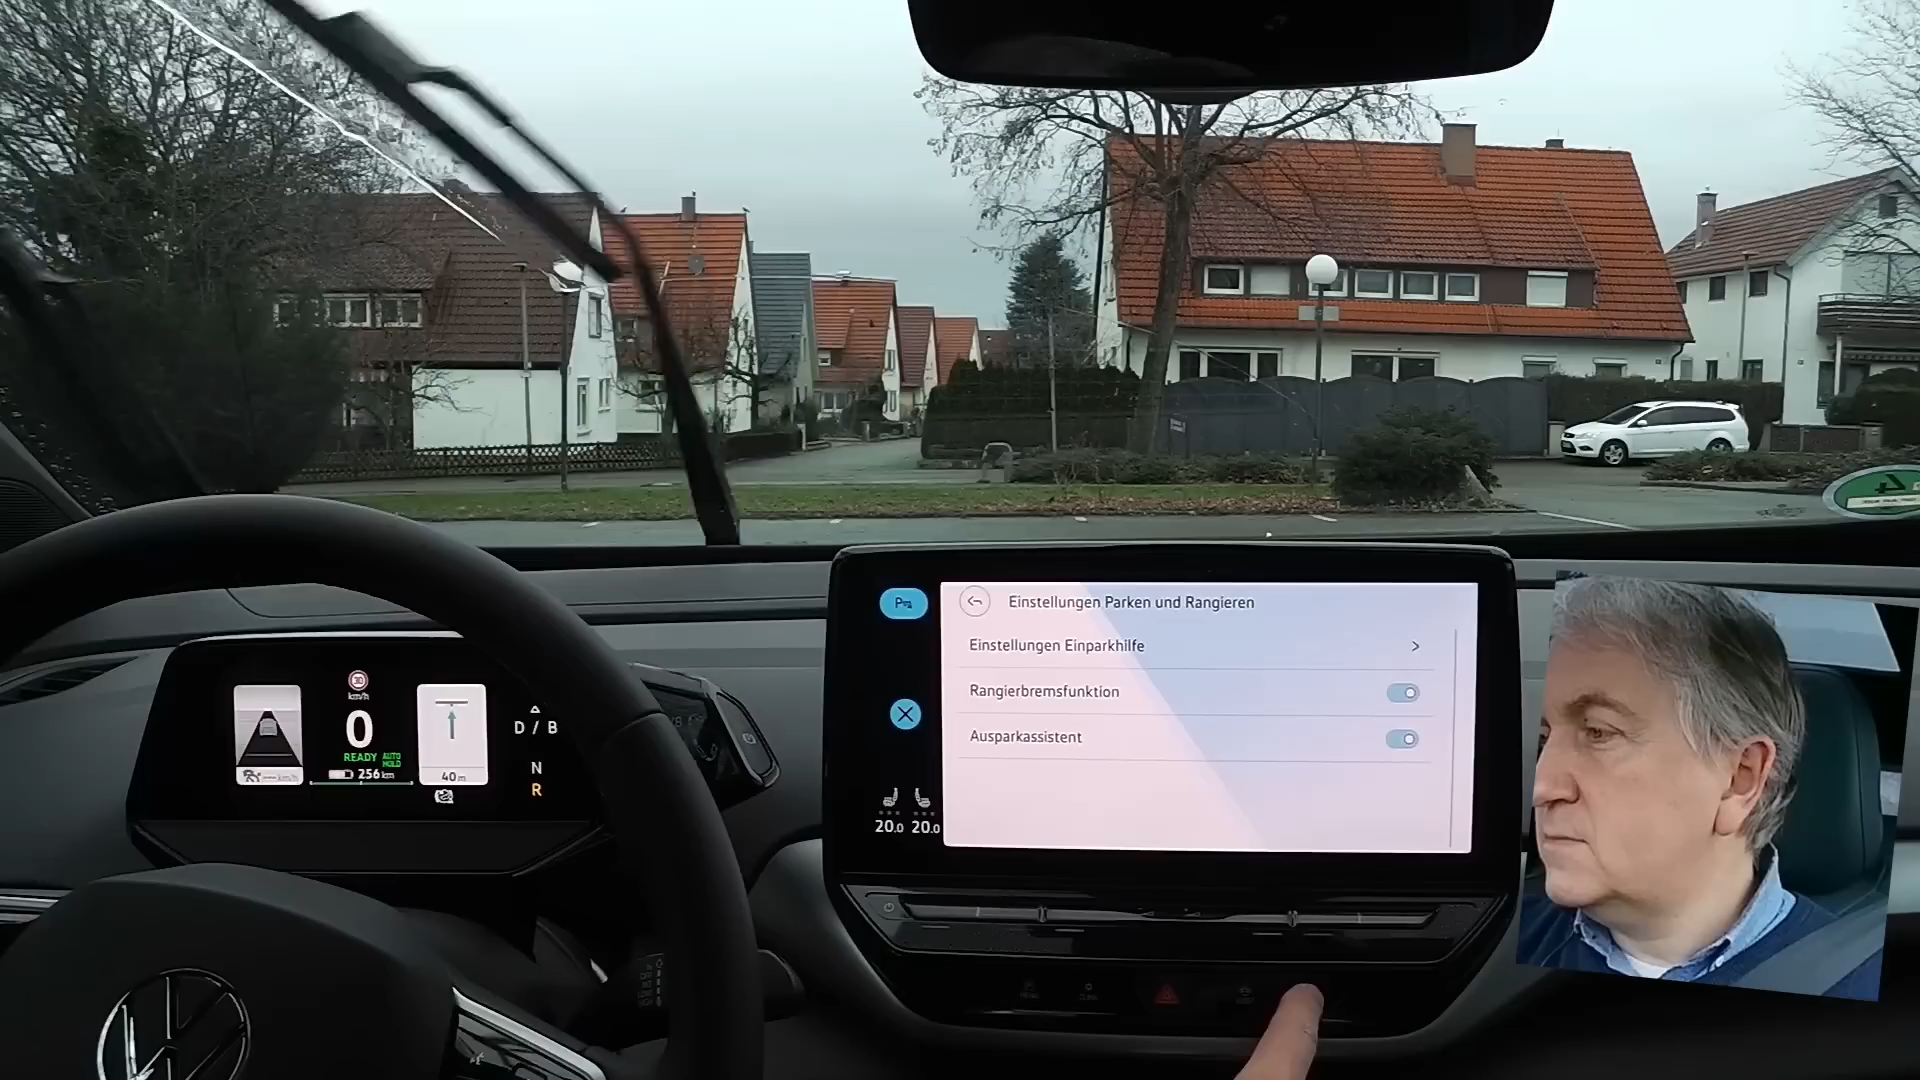 Einstellungen Parken und Rangieren
Einstellungen Einparkhilfe
Rangierbremsfunktion
Ausparkassistent
20.0 20.0
30
km/h
0
READY AUTO HOLD
256 km
40 m
D / B
N
R